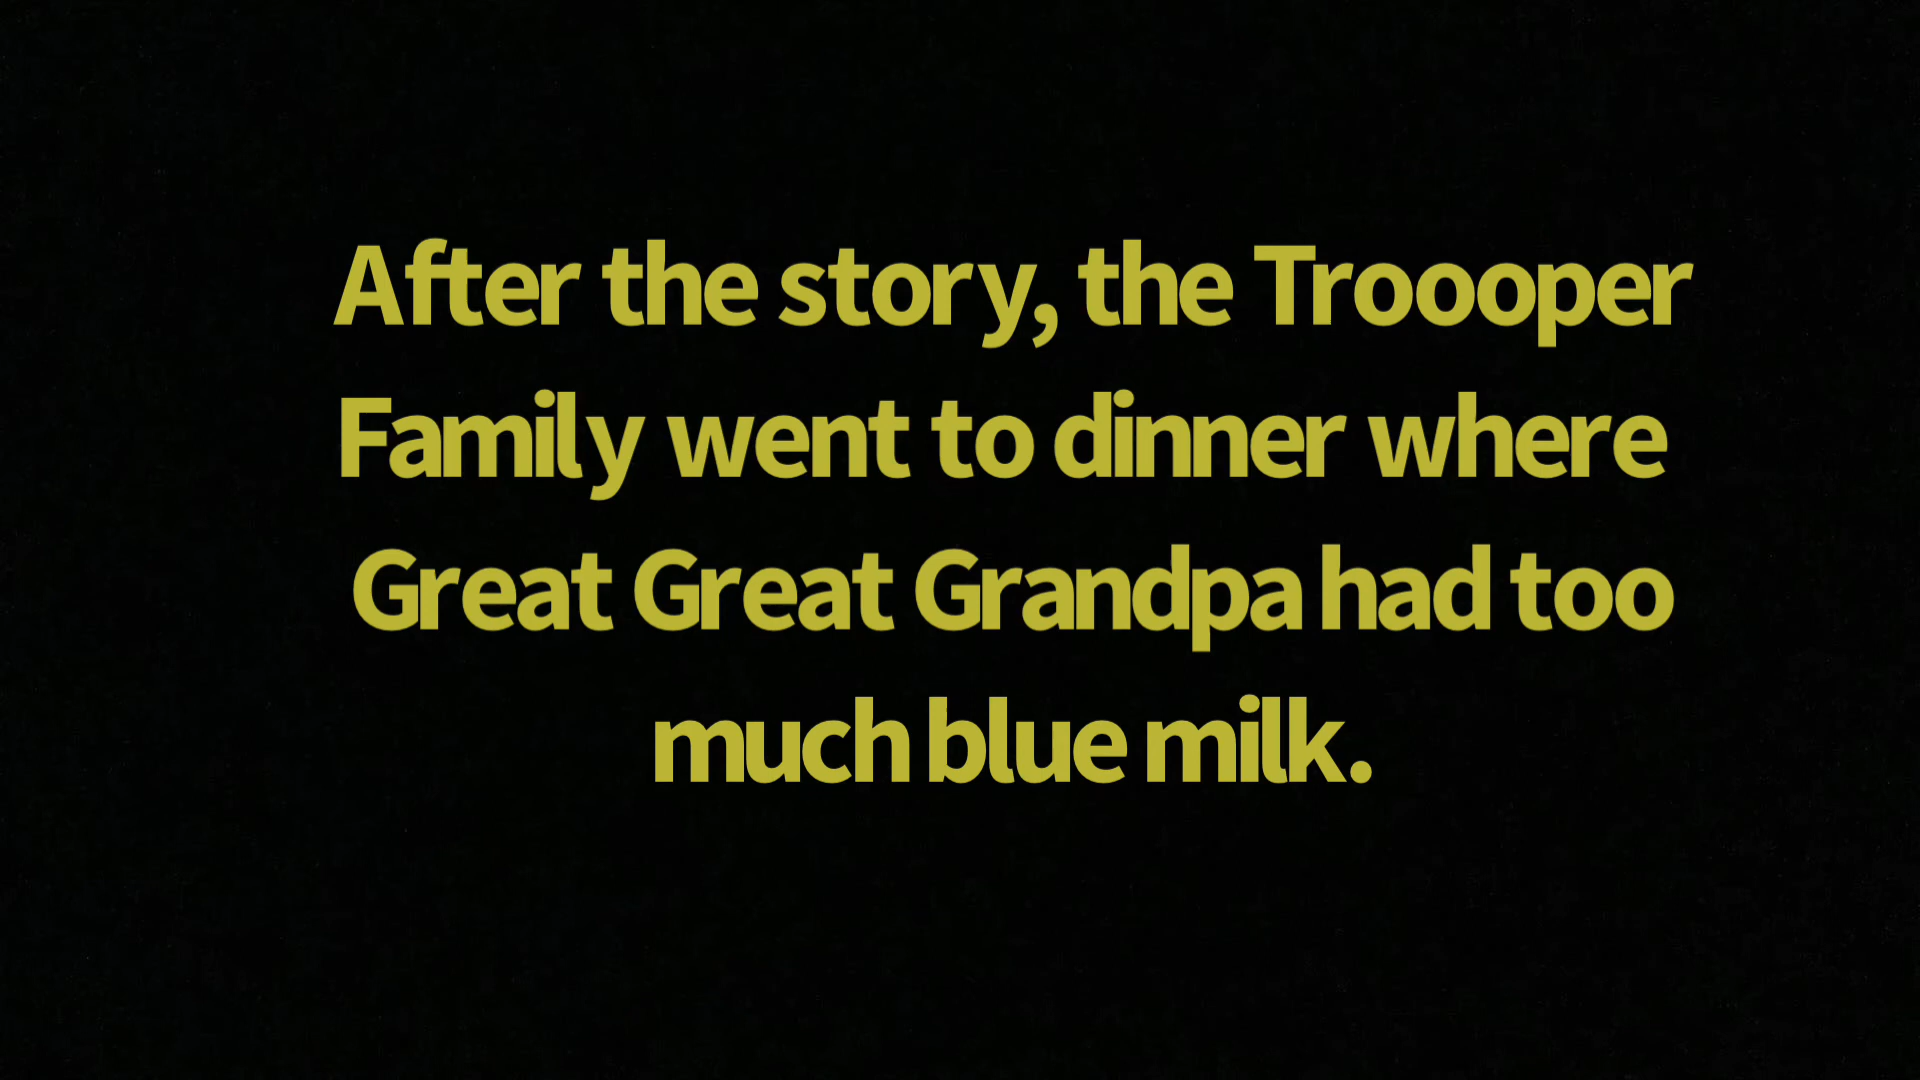 After the story, the Troooper
Family went to dinner where
Great Great Grandpa had too
much blue milk.